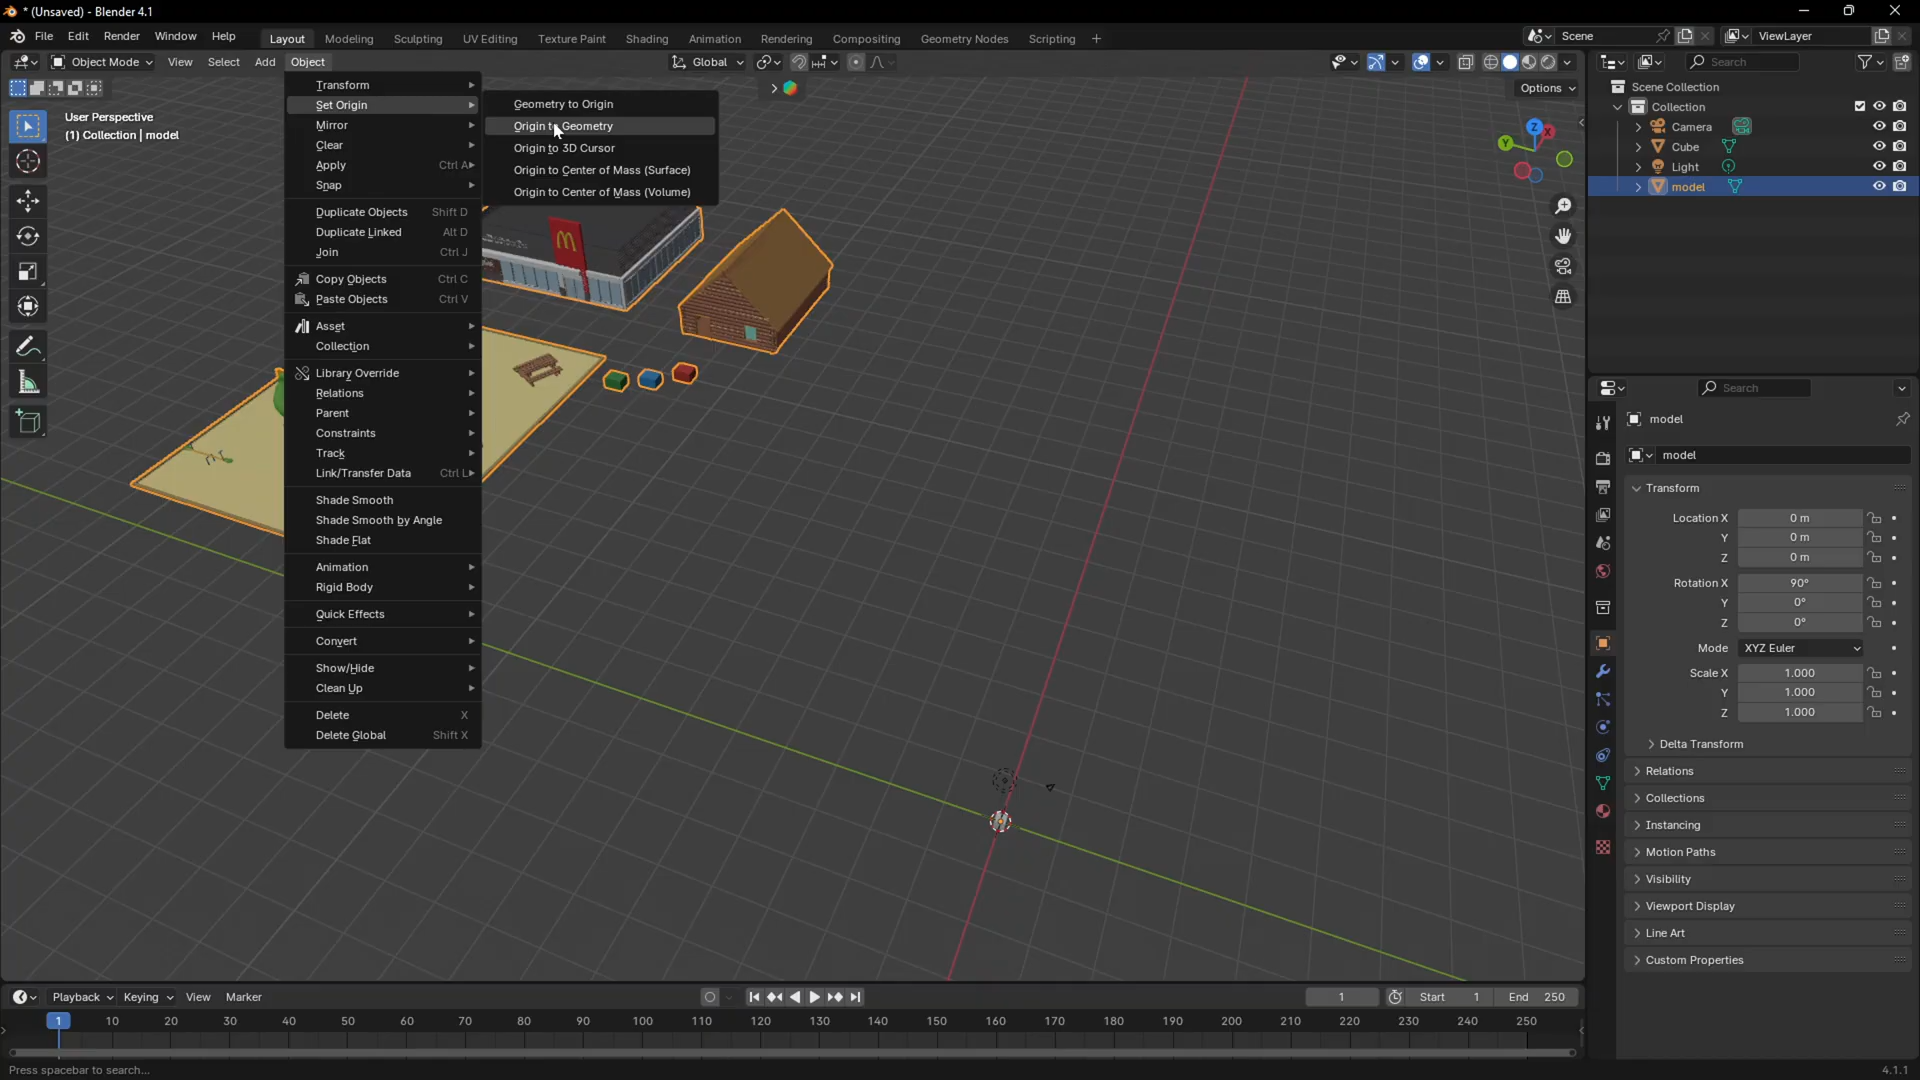 * (Unsaved) - Blender 4.1
File Edit Render Window Help
Layout Modeling Sculpting UV Editing Texture Paint Shading Animation Rendering Compositing Geometry Nodes Scripting +
Scene
ViewLayer
Object Mode View Select Add Object
Global
Options
User Perspective
(1) Collection | model
Transform
Set Origin
Mirror
Clear
Apply Ctrl A
Snap
Duplicate Objects Shift D
Duplicate Linked Alt D
Join Ctrl J
Copy Objects Ctrl C
Paste Objects Ctrl V
Asset
Collection
Library Override
Relations
Parent
Constraints
Track
Link/Transfer Data Ctrl L
Shade Smooth
Shade Smooth by Angle
Shade Flat
Animation
Rigid Body
Quick Effects
Convert
Show/Hide
Clean Up
Delete X
Delete Global Shift X
Geometry to Origin
Origin to Geometry
Origin to 3D Cursor
Origin to Center of Mass (Surface)
Origin to Center of Mass (Volume)
Z
X
Y
Search
Scene Collection
Collection
Camera
Cube
Light
model
Search
model
model
Transform
Location X 0 m
Y 0 m
Z 0 m
Rotation X 90°
Y 0°
Z 0°
Mode XYZ Euler
Scale X 1.000
Y 1.000
Z 1.000
Delta Transform
Relations
Collections
Instancing
Motion Paths
Visibility
Viewport Display
Line Art
Custom Properties
Playback Keying View Marker
1 Start 1 End 250
1 10 20 30 40 50 60 70 80 90 100 110 120 130 140 150 160 170 180 190 200 210 220 230 240 250
Press spacebar to search...
4.1.1